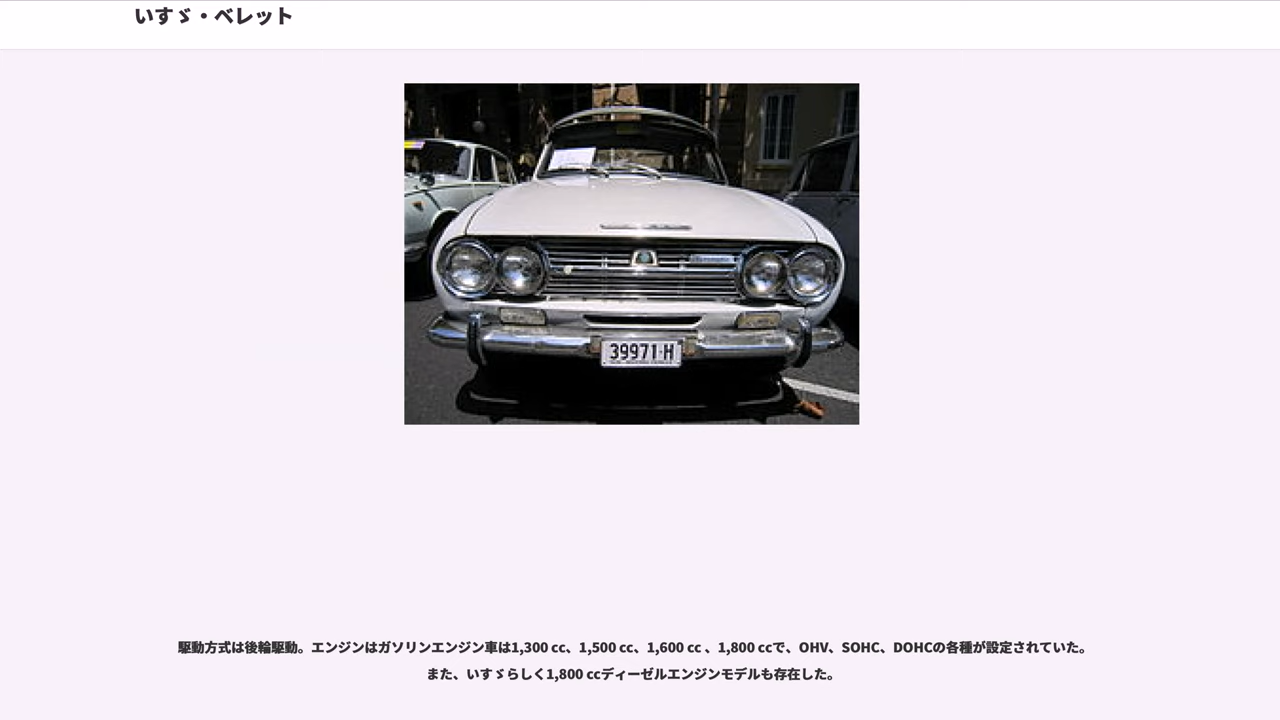 いすゞ・ベレット
39971·H
駆動方式は後輪駆動。エンジンはガソリンエンジン車は1,300 cc、1,500 cc、1,600 cc 、1,800 ccで、OHV、SOHC、DOHCの各種が設定されていた。
また、いすゞらしく1,800 ccディーゼルエンジンモデルも存在した。